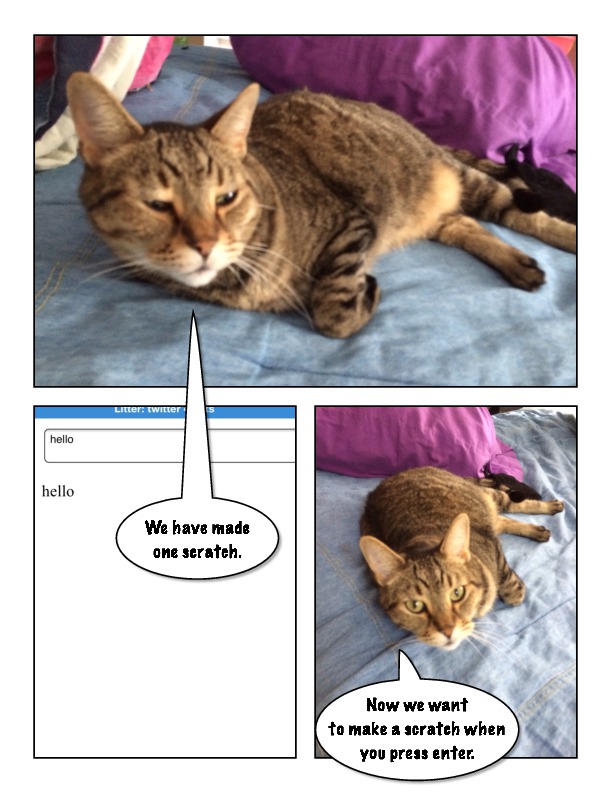 Litter: twitter
hello
hello
We have made
one scratch.
Now we want
to make a scratch when
you press enter.